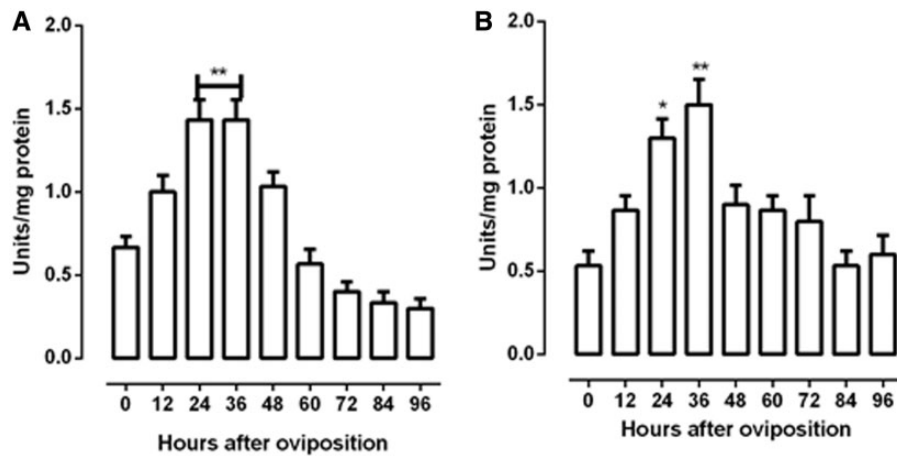 A
Units/mg protein
2.0
1.5
1.0
0.5
0.0
**
0 12 24 36 48 60 72 84 96
Hours after oviposition
B
Units/mg protein
2.0
1.5
1.0
0.5
0.0
* **
0 12 24 36 48 60 72 84 96
Hours after oviposition